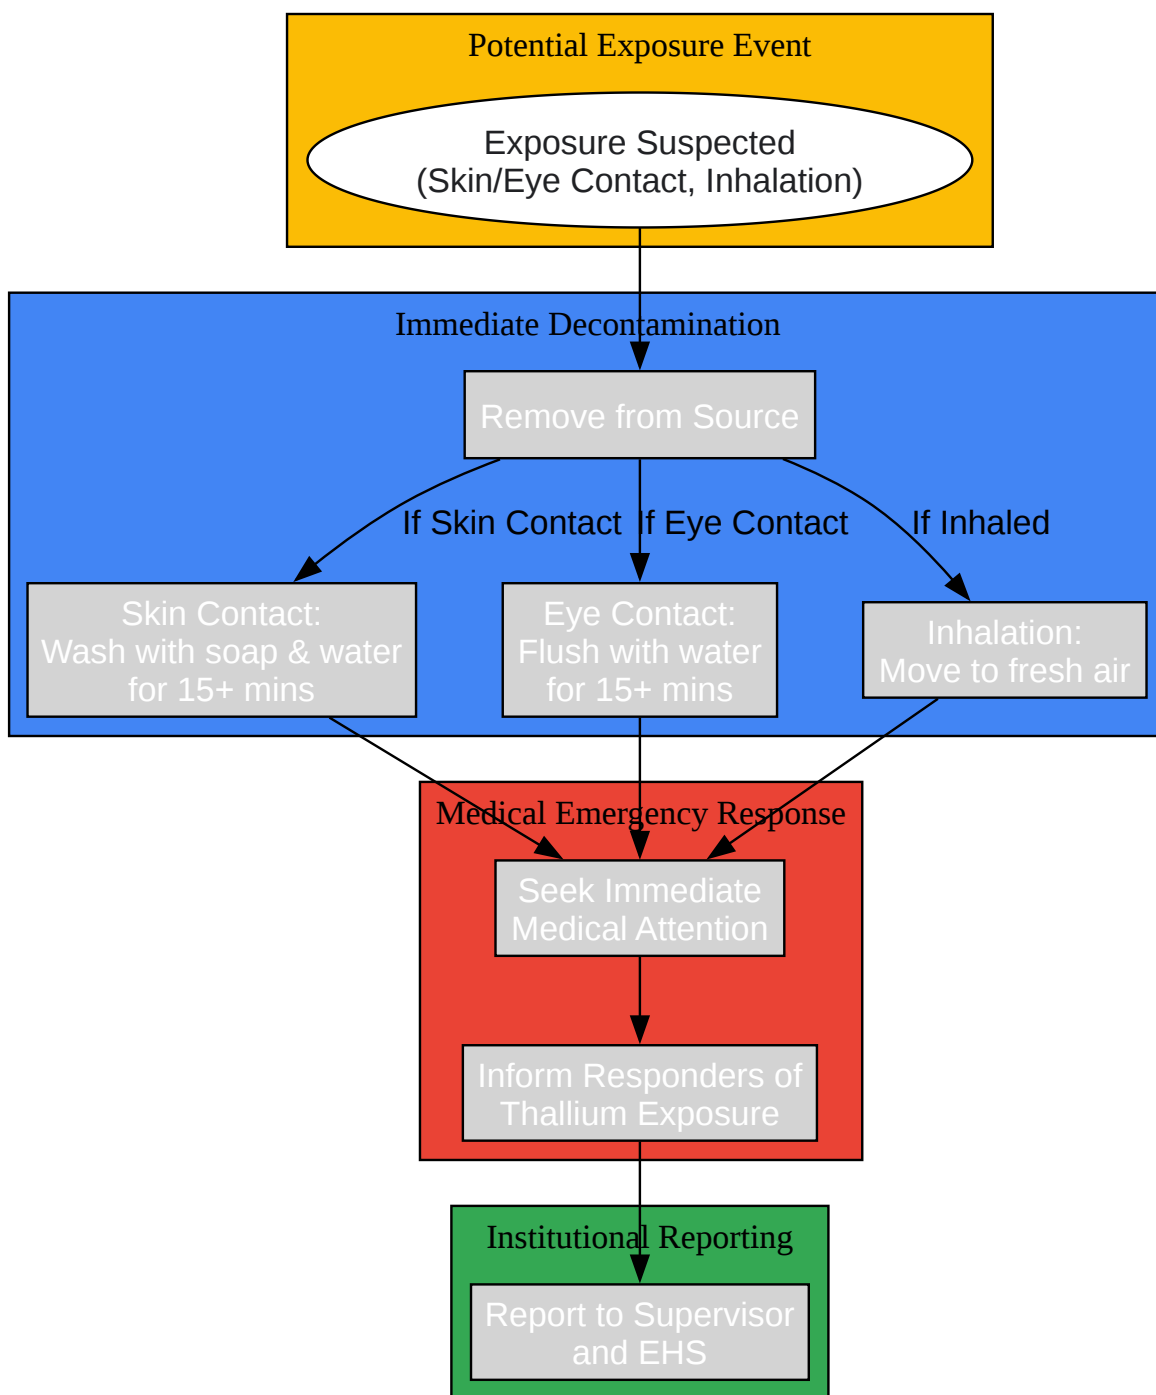 Potential Exposure Event
Exposure Suspected
(Skin/Eye Contact, Inhalation)
Immediate Decontamination
Remove from Source
If Skin Contact
If Eye Contact
If Inhaled
Skin Contact:
Wash with soap & water
for 15+ mins
Eye Contact:
Flush with water
for 15+ mins
Inhalation:
Move to fresh air
Medical Emergency Response
Seek Immediate
Medical Attention
Inform Responders of
Thallium Exposure
Institutional Reporting
Report to Supervisor
and EHS